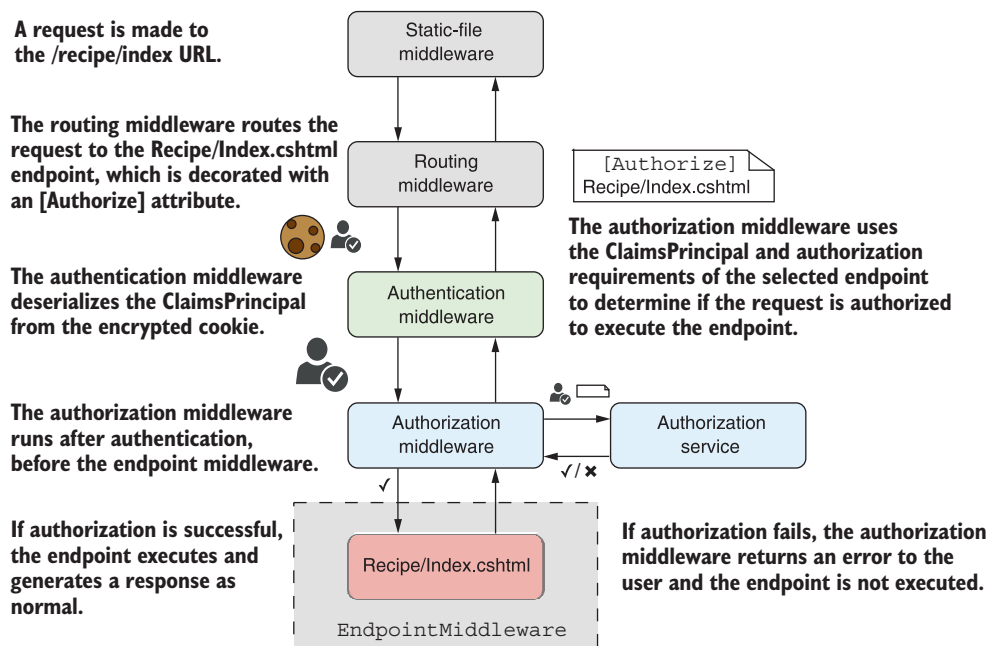 A request is made to
the /recipe/index URL.
Static-file
middleware
The routing middleware routes the
request to the Recipe/Index.cshtml
endpoint, which is decorated with
an [Authorize] attribute.
Routing
middleware
[Authorize]
Recipe/Index.cshtml
The authorization middleware uses
the ClaimsPrincipal and authorization
requirements of the selected endpoint
to determine if the request is authorized
to execute the endpoint.
The authentication middleware
deserializes the ClaimsPrincipal
from the encrypted cookie.
Authentication
middleware
The authorization middleware
runs after authentication,
before the endpoint middleware.
Authorization
middleware
Authorization
service
✓/✖
✓
If authorization is successful,
the endpoint executes and
generates a response as
normal.
Recipe/Index.cshtml
EndpointMiddleware
If authorization fails, the authorization
middleware returns an error to the
user and the endpoint is not executed.